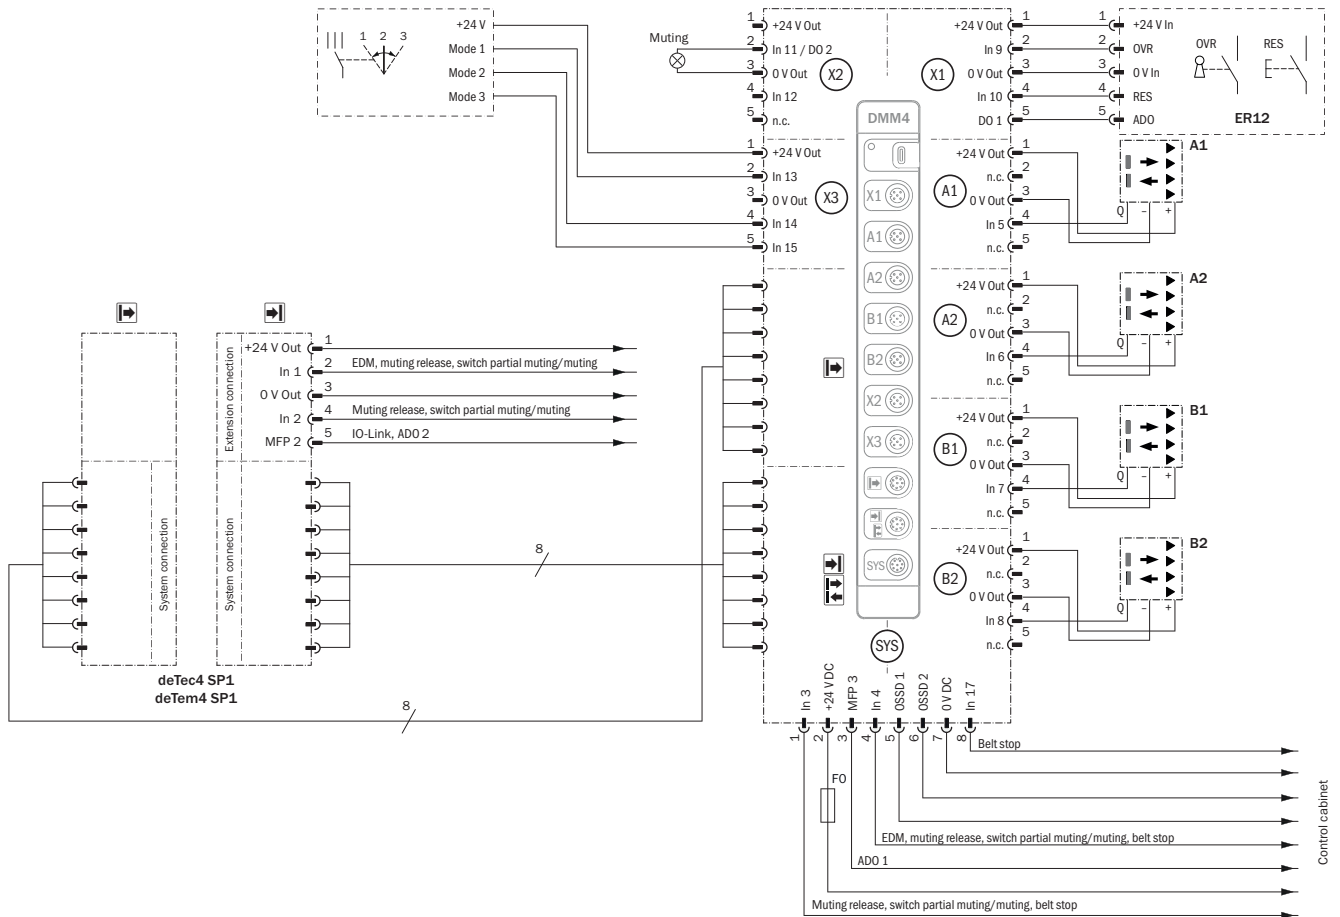 +24 V
Mode 1
Mode 2
Mode 3
1 2 3
Muting
1 +24 V Out
2 In 11 / DO 2
3 0 V Out
4 In 12
5 n.c.
X2
X1
+24 V Out 1
In 9 2
0 V Out 3
In 10 4
DO 1 5
1 +24 V In
2 OVR
3 0 V In
4 RES
5 ADO
OVR RES
ER12
1 +24 V Out
2 In 13
3 0 V Out
4 In 14
5 In 15
X3
DMM4
X1
A1
A2
B1
B2
X2
X3
SYS
A1
+24 V Out 1
n.c. 2
0 V Out 3
In 5 4
n.c. 5
A1
Q – +
A2
+24 V Out 1
n.c. 2
0 V Out 3
In 6 4
n.c. 5
A2
Q – +
B1
+24 V Out 1
n.c. 2
0 V Out 3
In 7 4
n.c. 5
B1
Q – +
B2
+24 V Out 1
n.c. 2
0 V Out 3
In 8 4
n.c. 5
B2
Q – +
Extension connection
+24 V Out 1
In 1 2 EDM, muting release, switch partial muting/muting
0 V Out 3
In 2 4 Muting release, switch partial muting/muting
MFP 2 5 IO-Link, ADO 2
System connection
System connection
8
deTec4 SP1
deTem4 SP1
8
SYS
In 3
+24 V DC
MFP 3
In 4
OSSD 1
OSSD 2
0 V DC
In 17
1 2 3 4 5 6 7 8
F0
Belt stop
EDM, muting release, switch partial muting/muting, belt stop
ADO 1
Muting release, switch partial muting/muting, belt stop
Control cabinet